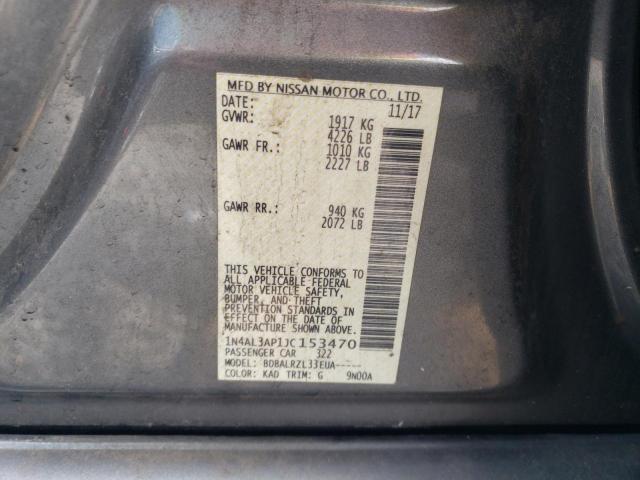 MFD BY NISSAN MOTOR CO., LTD.
DATE: 11/17
GVWR: 1917 KG
4226 LB
GAWR FR.: 1010 KG
2227 LB
GAWR RR.: 940 KG
2072 LB
THIS VEHICLE CONFORMS TO
ALL APPLICABLE FEDERAL
MOTOR VEHICLE SAFETY,
BUMPER, AND THEFT
PREVENTION STANDARDS IN
EFFECT ON THE DATE OF
MANUFACTURE SHOWN ABOVE.
1N4AL3AP1JC153470
PASSENGER CAR 322
MODEL: BDBALRZL33EUA-----
COLOR: KAD TRIM: G 9N00A